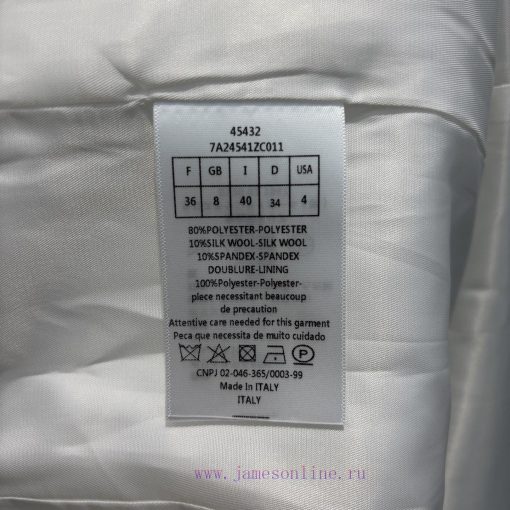 45432
7A24541ZC011
F GB I D USA
36 8 40 34 4
80%POLYESTER-POLYESTER
10%SILK WOOL-SILK WOOL
10%SPANDEX-SPANDEX
DOUBLURE-LINING
100%Polyester-Polyester-
piece necessitant beaucoup
de precaution
Attentive care needed for this garment
Peca que necessita de muito cuidado
P
CNPJ 02-046-365/0003-99
Made In ITALY
ITALY
www.jamesonline.ru